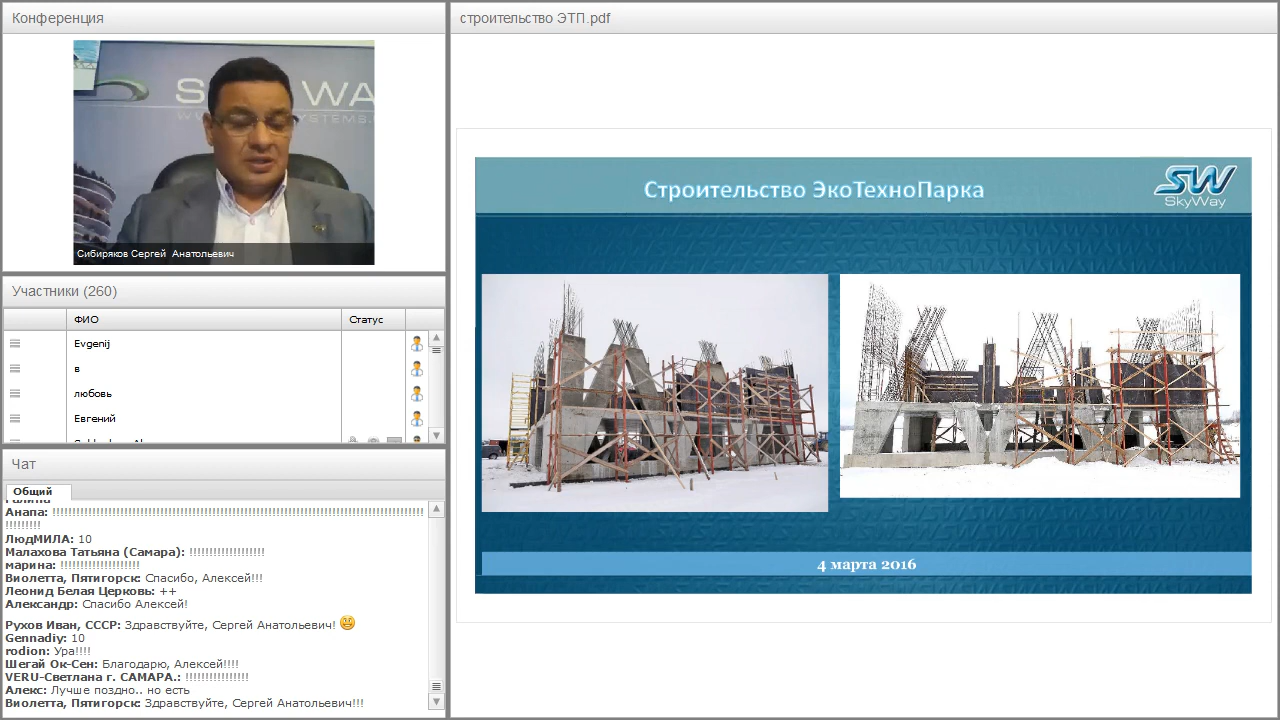 Конференция
SKY WA
Сибиряков Сергей Анатольевич
Участники (260)
ФИО Статус
Evgenij
в
любовь
Евгений
Чат
Общий
Галина
Анапа: !!!!!!!!!!!!!!!!!!!!!!!!!!!!!!!!!!!!!!!!!!!!!!!!!!!!!!!!!!!!!!!!!!!!!!!!!!!!!!!!!!!!!!!!!!!!!
!!!!!!!!!
ЛюдМИЛА: 10
Малахова Татьяна (Самара): !!!!!!!!!!!!!!!!!!!
марина: !!!!!!!!!!!!!!!!!!!!
Виолетта, Пятигорск: Спасибо, Алексей!!!
Леонид Белая Церковь: ++
Александр: Спасибо Алексей!
Рухов Иван, СССР: Здравствуйте, Сергей Анатольевич!
Gennadiy: 10
rodion: Ура!!!!
Шегай Ок-Сен: Благодарю, Алексей!!!!
VERU-Светлана г. САМАРА.: !!!!!!!!!!!!!!!!
Алекс: Лучше поздно.. но есть
Виолетта, Пятигорск: Здравствуйте, Сергей Анатольевич!!!
строительство ЭТП.pdf
Строительство ЭкоТехноПарка
SW
SkyWay
4 марта 2016